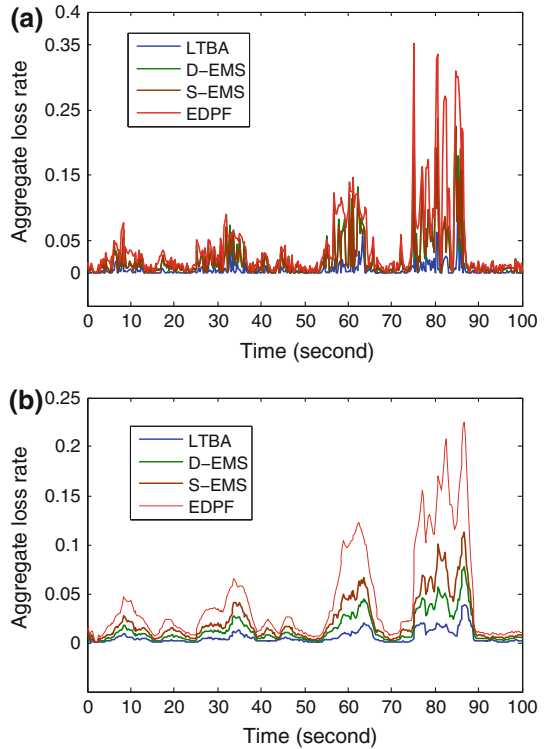 (a)
0.4
0.3
0.15
0.05
0
Aggregate loss rate
LTBA
D-EMS
S-EMS
EDPF
0 10 20 30 40 50 60 70 80 90 100
Time (second)
(b)
0.25
0.2
0.15
0.1
0.05
0
Aggregate loss rate
LTBA
D-EMS
S-EMS
EDPF
0 10 20 30 40 50 60 70 80 90 100
Time (second)